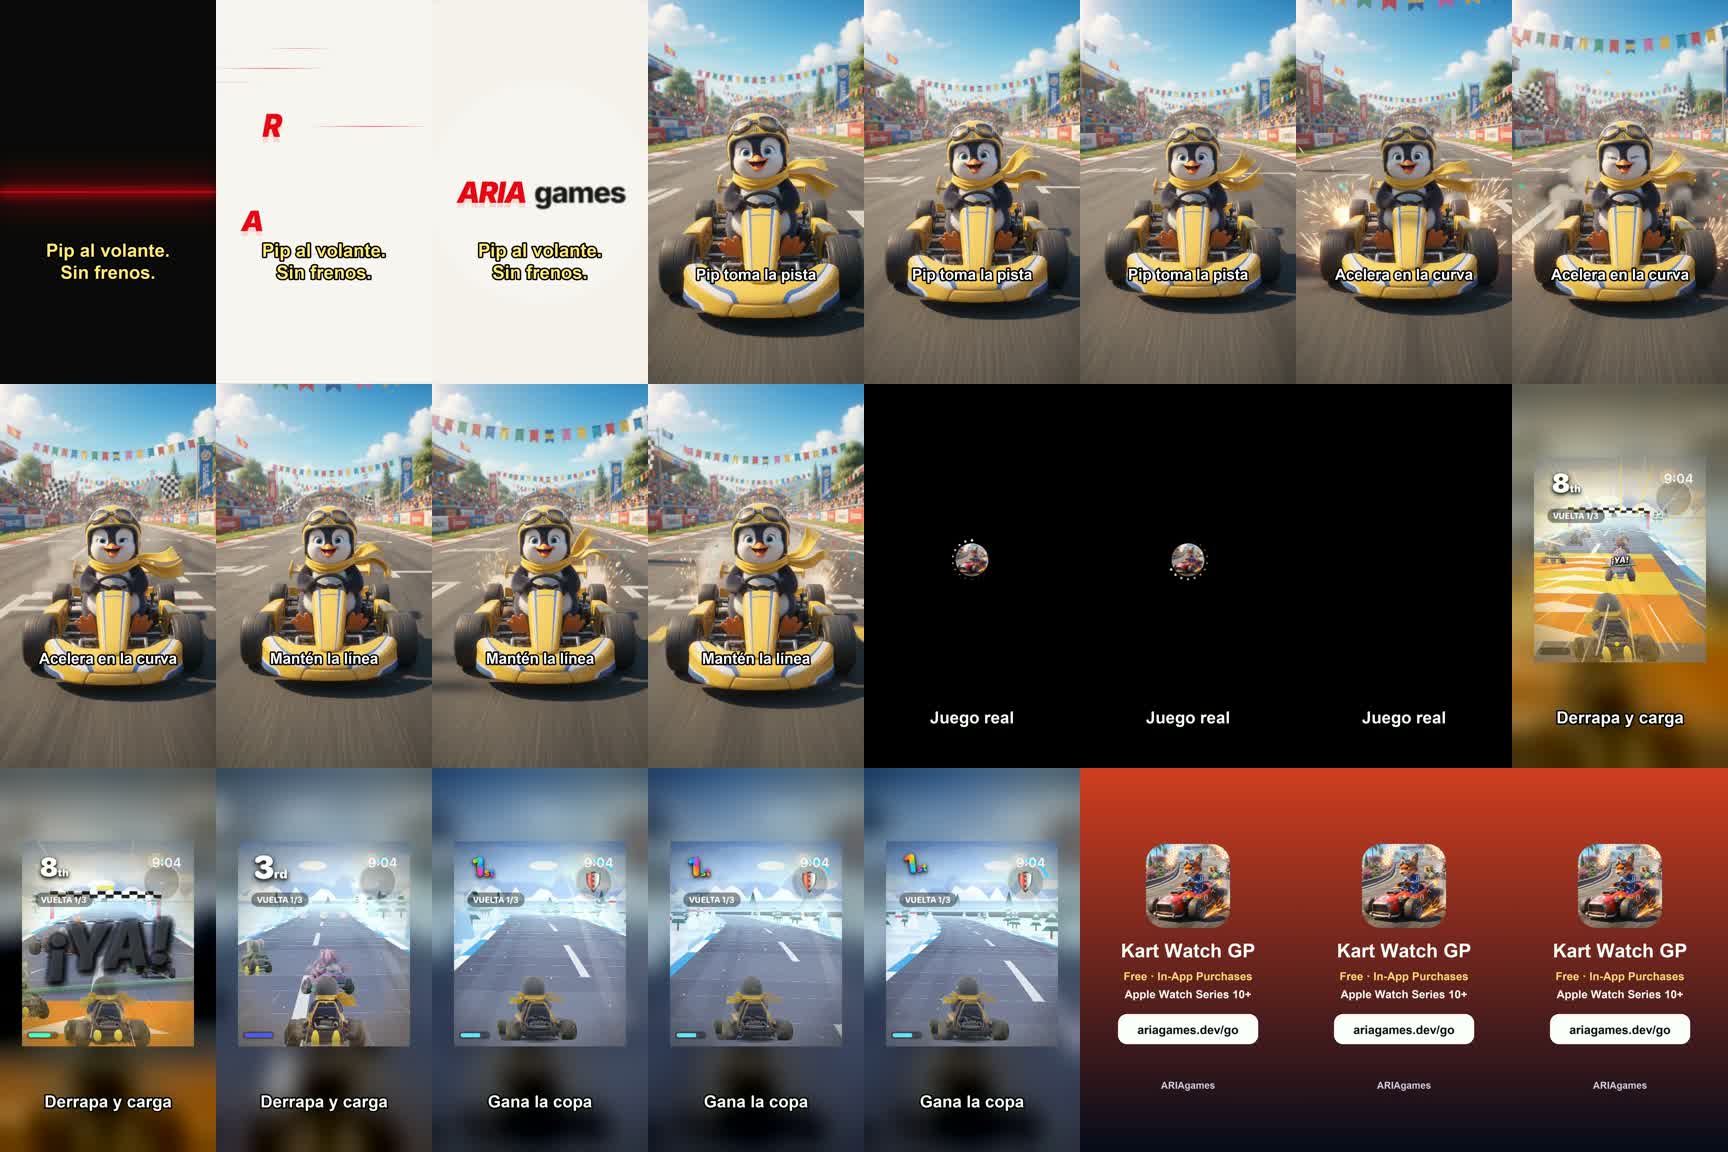 Pip al volante.
Sin frenos.
R
A
Pip al volante.
Sin frenos.
ARIA games
Pip al volante.
Sin frenos.
Pip toma la pista
Pip toma la pista
Pip toma la pista
Acelera en la curva
Acelera en la curva
Acelera en la curva
Mantén la línea
Mantén la línea
Mantén la línea
Juego real
Juego real
Juego real
8th
9:04
VUELTA 1/3
¡YA!
Derrapa y carga
8th
9:04
VUELTA 1/3
¡YA!
Derrapa y carga
3rd
9:04
VUELTA 1/3
Derrapa y carga
1st
9:04
VUELTA 1/3
Gana la copa
1st
9:04
VUELTA 1/3
Gana la copa
1st
9:04
VUELTA 1/3
Gana la copa
Kart Watch GP
Free · In-App Purchases
Apple Watch Series 10+
ariagames.dev/go
ARIAgames
Kart Watch GP
Free · In-App Purchases
Apple Watch Series 10+
ariagames.dev/go
ARIAgames
Kart Watch GP
Free · In-App Purchases
Apple Watch Series 10+
ariagames.dev/go
ARIAgames